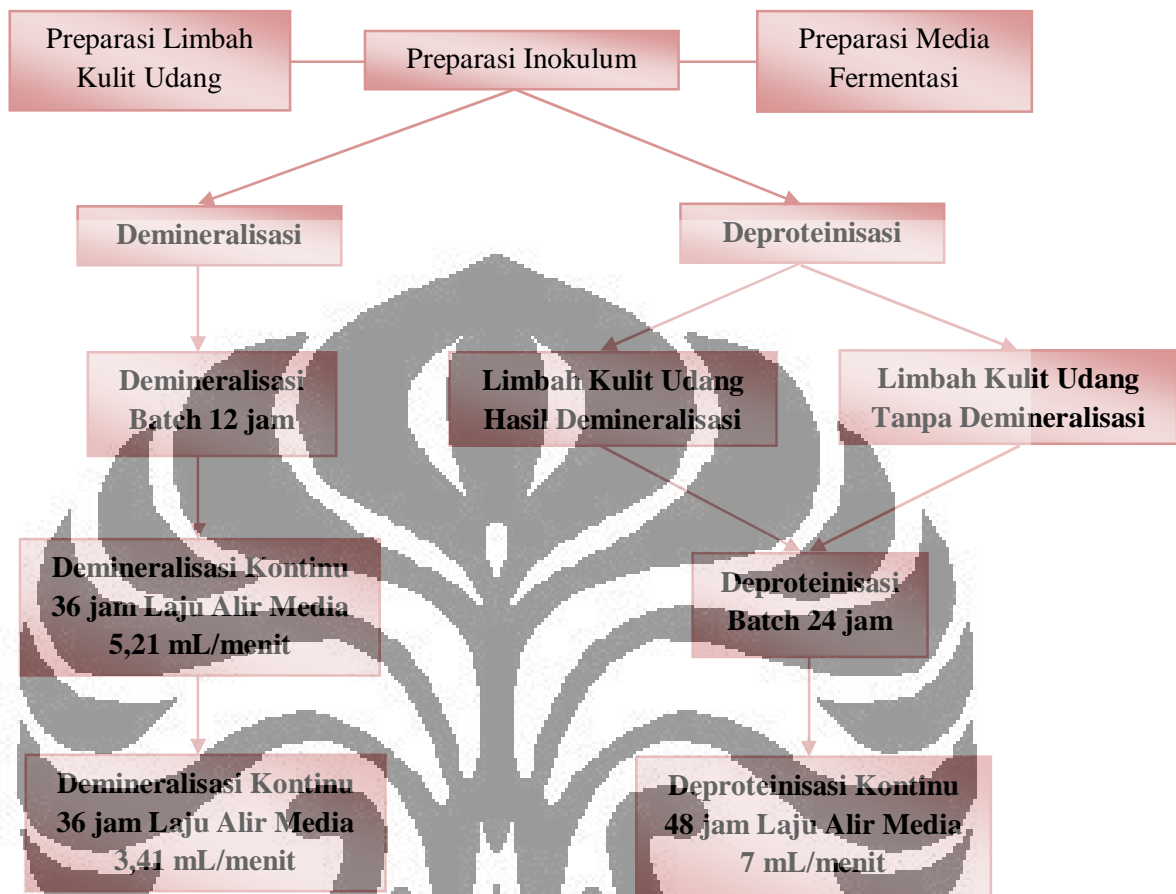 Preparasi Limbah
Kulit Udang
Preparasi Inokulum
Preparasi Media
Fermentasi
Demineralisasi
Deproteinisasi
Demineralisasi
Batch 12 jam
Limbah Kulit Udang
Hasil Demineralisasi
Limbah Kulit Udang
Tanpa Demineralisasi
Demineralisasi Kontinu
36 jam Laju Alir Media
5,21 mL/menit
Deproteinisasi
Batch 24 jam
Demineralisasi Kontinu
36 jam Laju Alir Media
3,41 mL/menit
Deproteinisasi Kontinu
48 jam Laju Alir Media
7 mL/menit